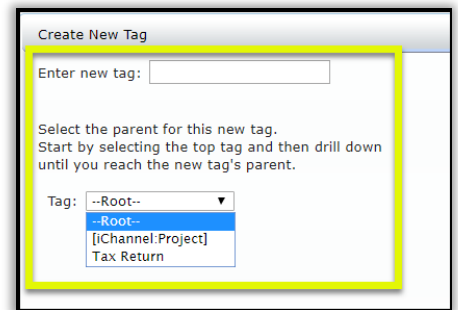 Create New Tag
Enter new tag:
Select the parent for this new tag.
Start by selecting the top tag and then drill down
until you reach the new tag's parent.
Tag: --Root--
--Root--
[iChannel:Project]
Tax Return